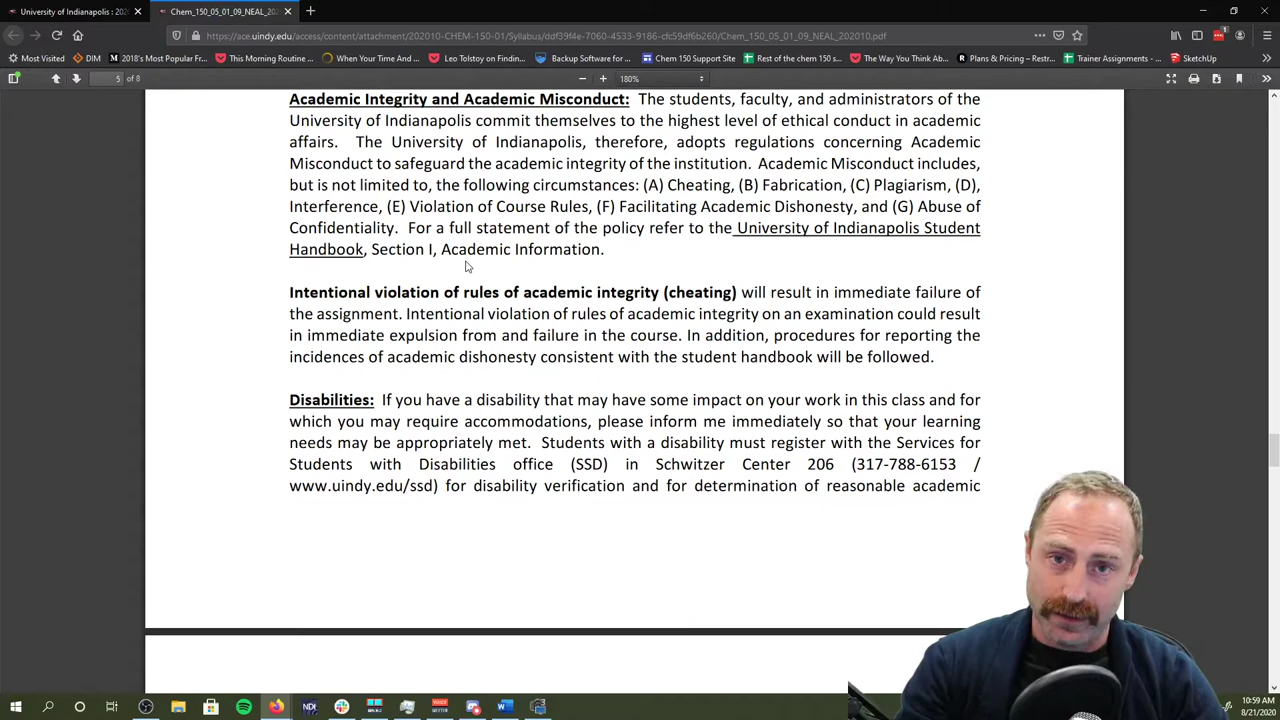 University of Indianapolis : 202
Chem_150_05_01_09_NEAL_202
https://ace.uindy.edu/access/content/attachment/202010-CHEM-150-01/Syllabus/ddf39f4e-7060-4533-9186-cfc59df6b260/Chem_150_05_01_09_NEAL_202010.pdf
Most Visited
DIM
2018's Most Popular Fr...
This Morning Routine ...
When Your Time And ...
Leo Tolstoy on Findin...
Backup Software for ...
Chem 150 Support Site
Rest of the chem 150 s...
The Way You Think Ab...
Plans & Pricing – Restr...
Trainer Assignments - ...
SketchUp
5 of 8
180%
Academic Integrity and Academic Misconduct: The students, faculty, and administrators of the
University of Indianapolis commit themselves to the highest level of ethical conduct in academic
affairs. The University of Indianapolis, therefore, adopts regulations concerning Academic
Misconduct to safeguard the academic integrity of the institution. Academic Misconduct includes,
but is not limited to, the following circumstances: (A) Cheating, (B) Fabrication, (C) Plagiarism, (D),
Interference, (E) Violation of Course Rules, (F) Facilitating Academic Dishonesty, and (G) Abuse of
Confidentiality. For a full statement of the policy refer to the University of Indianapolis Student
Handbook, Section I, Academic Information.
Intentional violation of rules of academic integrity (cheating) will result in immediate failure of
the assignment. Intentional violation of rules of academic integrity on an examination could result
in immediate expulsion from and failure in the course. In addition, procedures for reporting the
incidences of academic dishonesty consistent with the student handbook will be followed.
Disabilities: If you have a disability that may have some impact on your work in this class and for
which you may require accommodations, please inform me immediately so that your learning
needs may be appropriately met. Students with a disability must register with the Services for
Students with Disabilities office (SSD) in Schwitzer Center 206 (317-788-6153 /
www.uindy.edu/ssd) for disability verification and for determination of reasonable academic
10:59 AM
8/21/2020